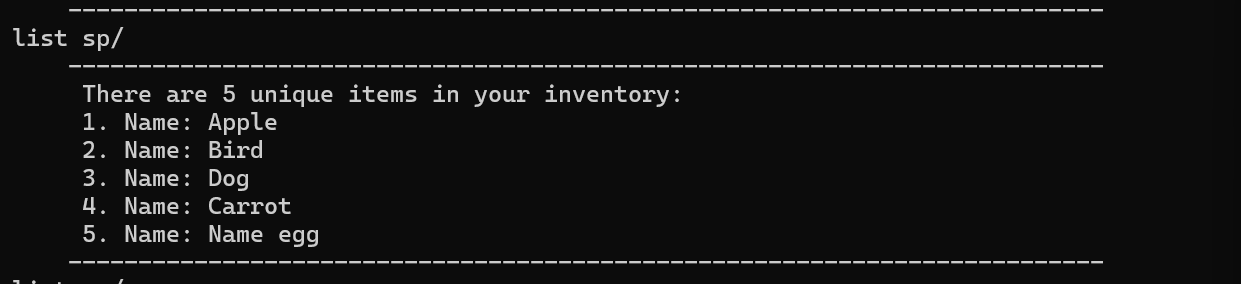 list sp/
There are 5 unique items in your inventory:
1. Name: Apple
2. Name: Bird
3. Name: Dog
4. Name: Carrot
5. Name: Name egg